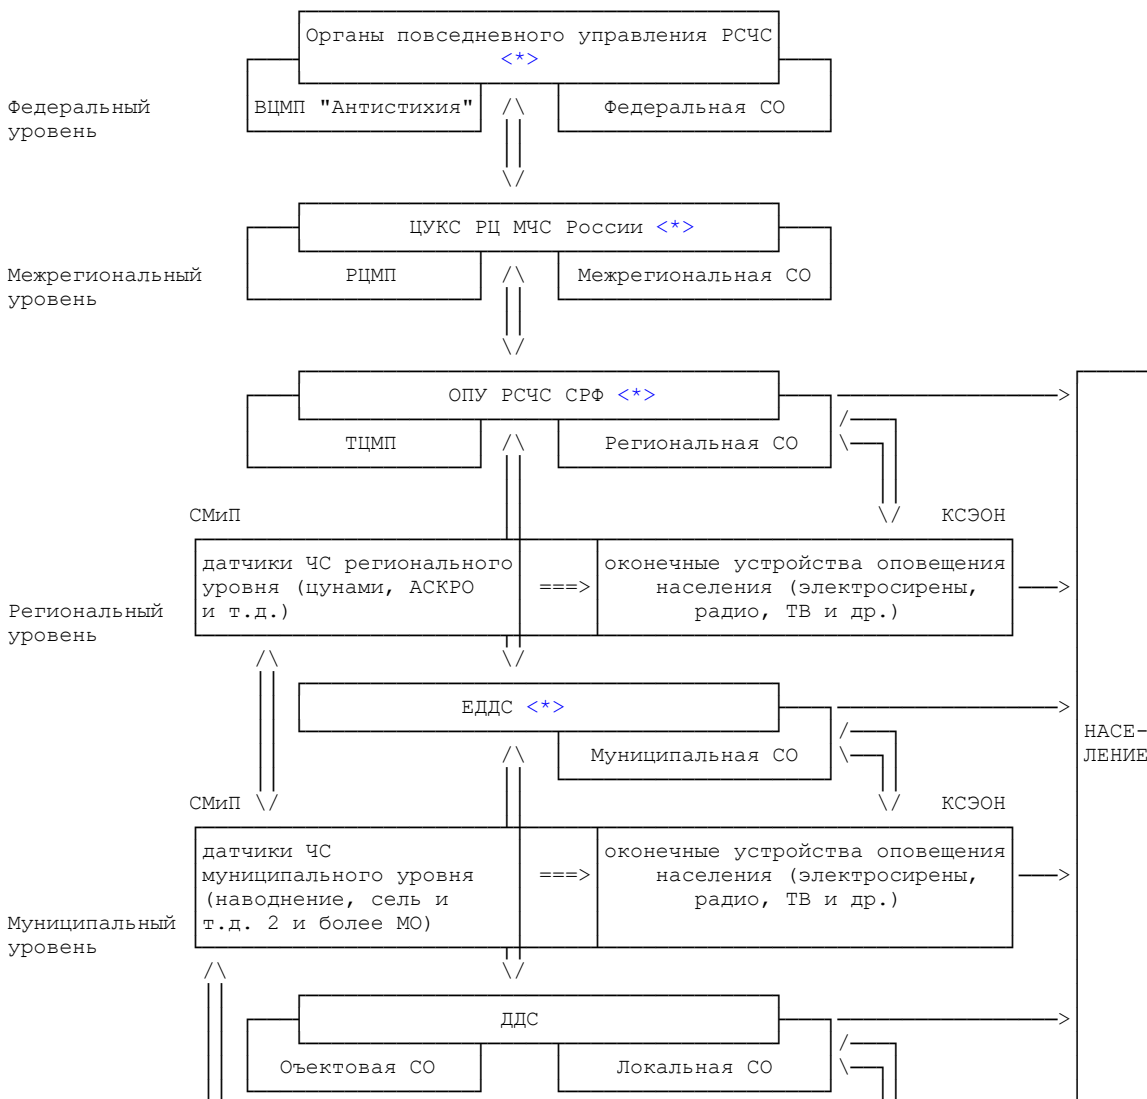 Органы повседневного управления РСЧС
<*>
Федеральный
уровень
ВЦМП "Антистихия"
Федеральная СО
ЦУКС РЦ МЧС России <*>
Межрегиональный
уровень
РЦМП
Межрегиональная СО
ОПУ РСЧС СРФ <*>
ТЦМП
Региональная СО
СМиП
КСЭОН
датчики ЧС регионального
уровня (цунами, АСКРО
и т.д.)
===>
оконечные устройства оповещения
населения (электросирены,
радио, ТВ и др.)
Региональный
уровень
ЕДДС <*>
Муниципальная СО
НАСЕ-
ЛЕНИЕ
СМиП
КСЭОН
датчики ЧС
муниципального уровня
(наводнение, сель и
т.д. 2 и более МО)
===>
оконечные устройства оповещения
населения (электросирены,
радио, ТВ и др.)
Муниципальный
уровень
ДДС
Оъектовая СО
Локальная СО